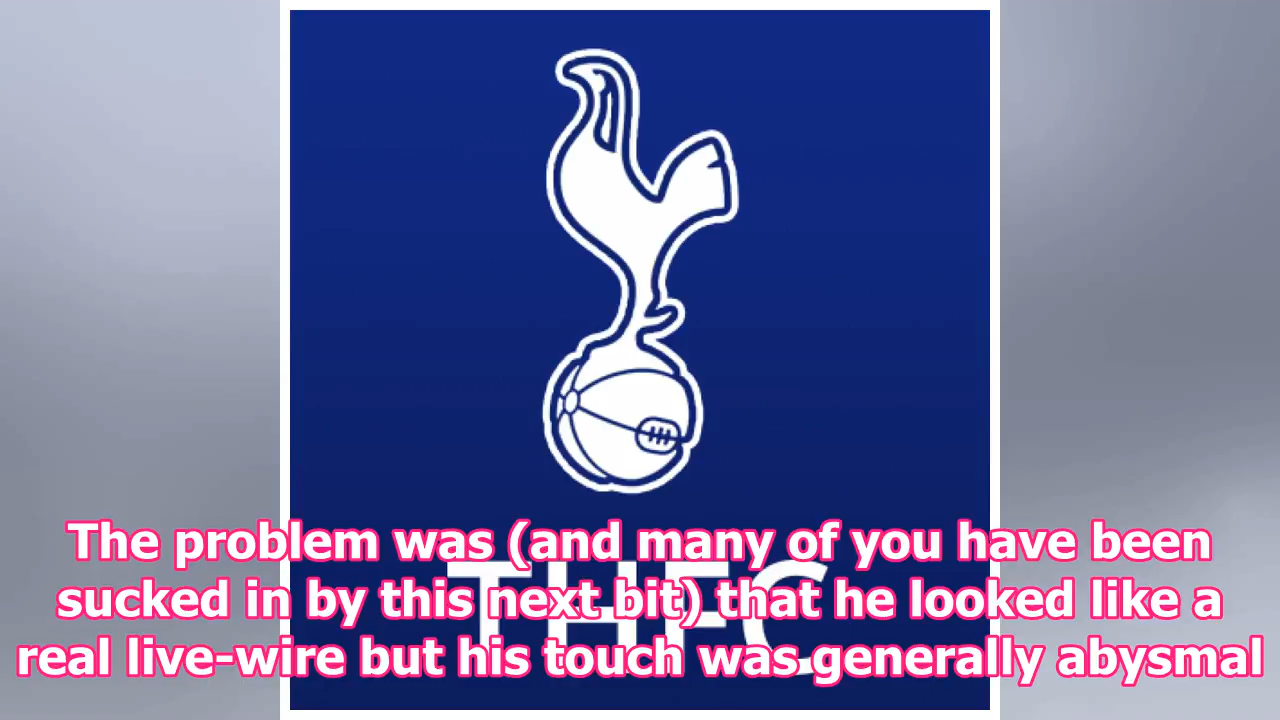 The problem was (and many of you have been
sucked in by this next bit) that he looked like a
real live-wire but his touch was generally abysmal
THFC